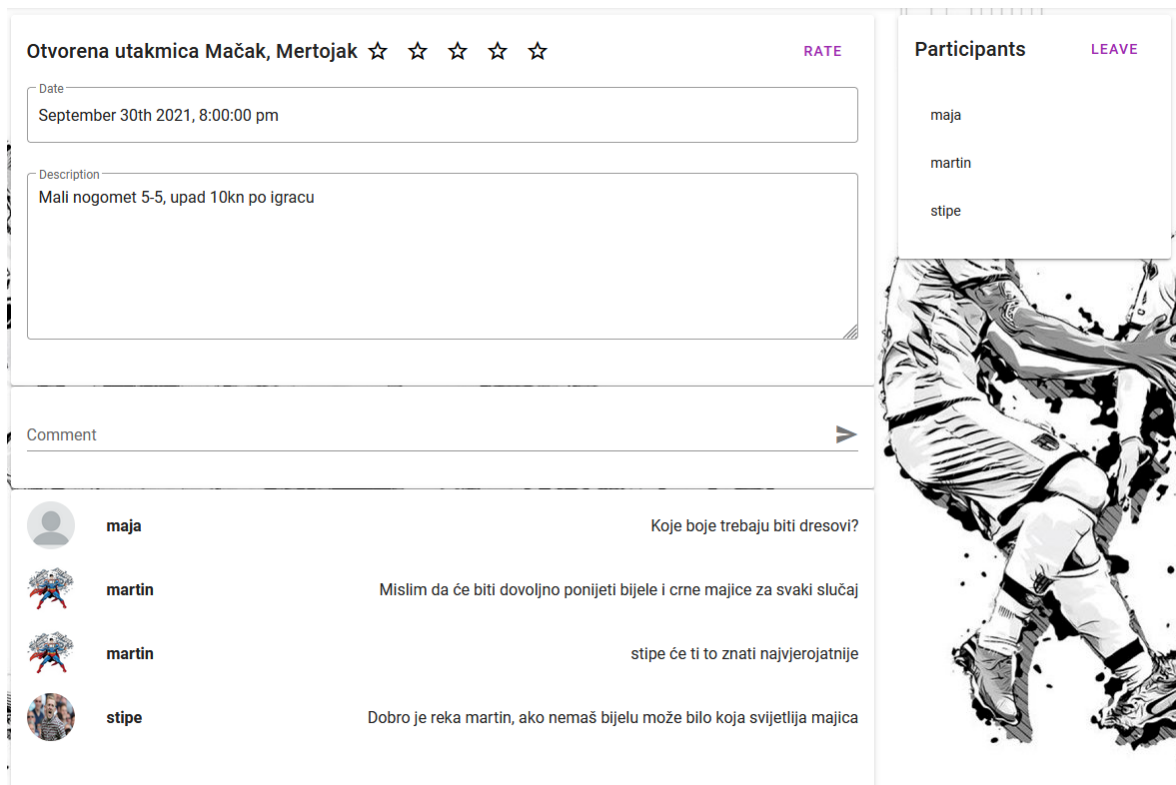 Otvorena utakmica Mačak, Mertojak
RATE
Date
September 30th 2021, 8:00:00 pm
Description
Mali nogomet 5-5, upad 10kn po igracu
Comment
maja
Koje boje trebaju biti dresovi?
martin
Mislim da će biti dovoljno ponijeti bijele i crne majice za svaki slučaj
martin
stipe će ti to znati najvjerojatnije
stipe
Dobro je reka martin, ako nemaš bijelu može bilo koja svijetlija majica
Participants
LEAVE
maja
martin
stipe